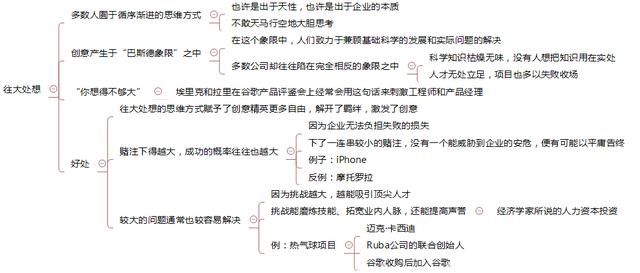 往大处想
多数人囿于循序渐进的思维方式
也许是出于天性，也许是出于企业的本质
不敢天马行空地大胆思考
创意产生于“巴斯德象限”之中
在这个象限中，人们致力于兼顾基础科学的发展和实际问题的解决
多数公司却往往陷在完全相反的象限之中
科学知识枯燥无味，没有人想把知识用在实处
人才无处立足，项目也多以失败收场
“你想得不够大”
埃里克和拉里在谷歌产品评鉴会上经常会用这句话来刺激工程师和产品经理
好处
往大处想的思维方式赋予了创意精英更多自由，解开了羁绊，激发了创意
赌注下得越大，成功的概率往往也越大
因为企业无法负担失败的损失
下了一连串较小的赌注，没有一个能威胁到企业的安危，便有可能以平庸告终
例子：iPhone
反例：摩托罗拉
较大的问题通常也较容易解决
因为挑战越大，越能吸引顶尖人才
挑战能磨练技能、拓宽业内人脉，还能提高声誉
经济学家所说的人力资本投资
例：热气球项目
迈克·卡西迪
Ruba公司的联合创始人
谷歌收购后加入谷歌